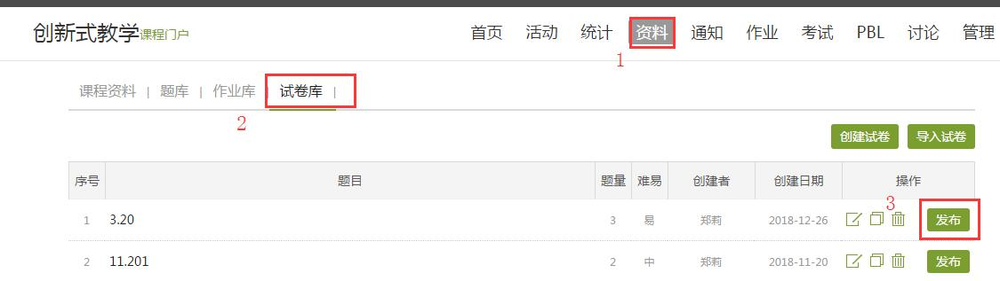 创新式教学课程门户 首页 活动 统计 资料 通知 作业 考试 PBL 讨论 管理
1
课程资料 | 题库 | 作业库 | 试卷库 |
2
创建试卷 导入试卷
序号 题目 题量 难易 创建者 创建日期 操作
3
1 3.20 3 易 郑莉 2018-12-26 发布
2 11.201 2 中 郑莉 2018-11-20 发布